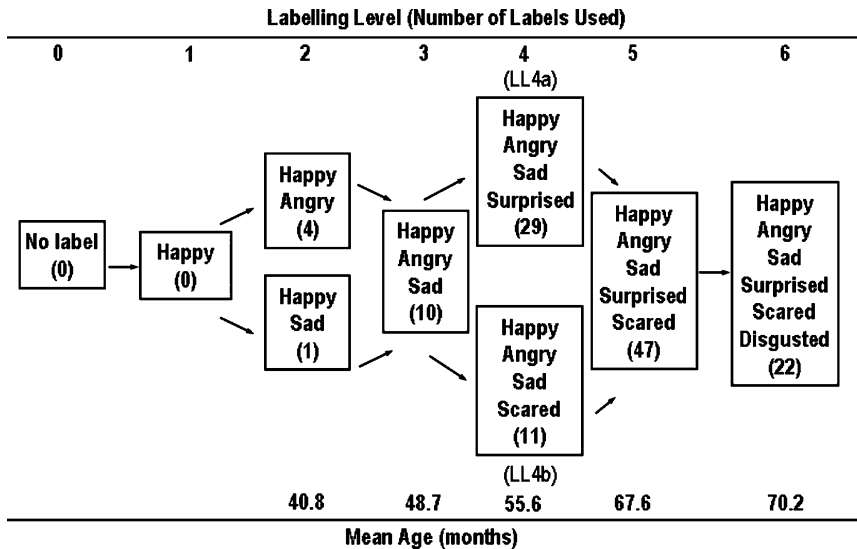 Labelling Level (Number of Labels Used)
0 1 2 3 4 5 6
(LL4a)
No label
(0)
Happy
(0)
Happy
Angry
(4)
Happy
Sad
(1)
Happy
Angry
Sad
(10)
Happy
Angry
Sad
Surprised
(29)
Happy
Angry
Sad
Scared
(11)
(LL4b)
Happy
Angry
Sad
Surprised
Scared
(47)
Happy
Angry
Sad
Surprised
Scared
Disgusted
(22)
40.8 48.7 55.6 67.6 70.2
Mean Age (months)